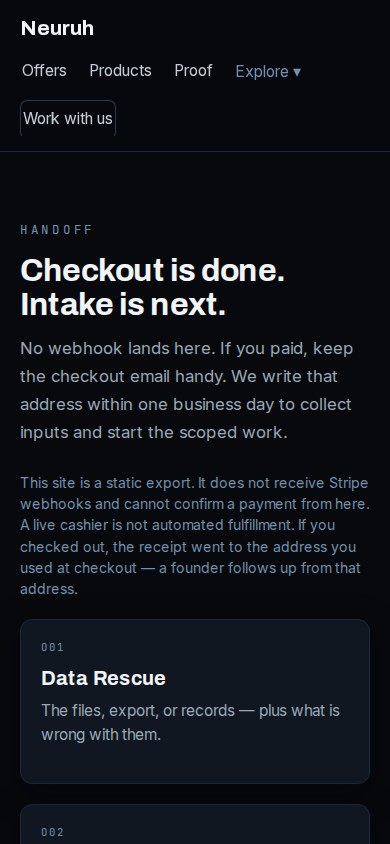 Neuruh
Offers Products Proof Explore ▾
Work with us
HANDOFF
Checkout is done.
Intake is next.
No webhook lands here. If you paid, keep
the checkout email handy. We write that
address within one business day to collect
inputs and start the scoped work.
This site is a static export. It does not receive Stripe
webhooks and cannot confirm a payment from here.
A live cashier is not automated fulfillment. If you
checked out, the receipt went to the address you
used at checkout — a founder follows up from that
address.
001
Data Rescue
The files, export, or records — plus what is
wrong with them.
002